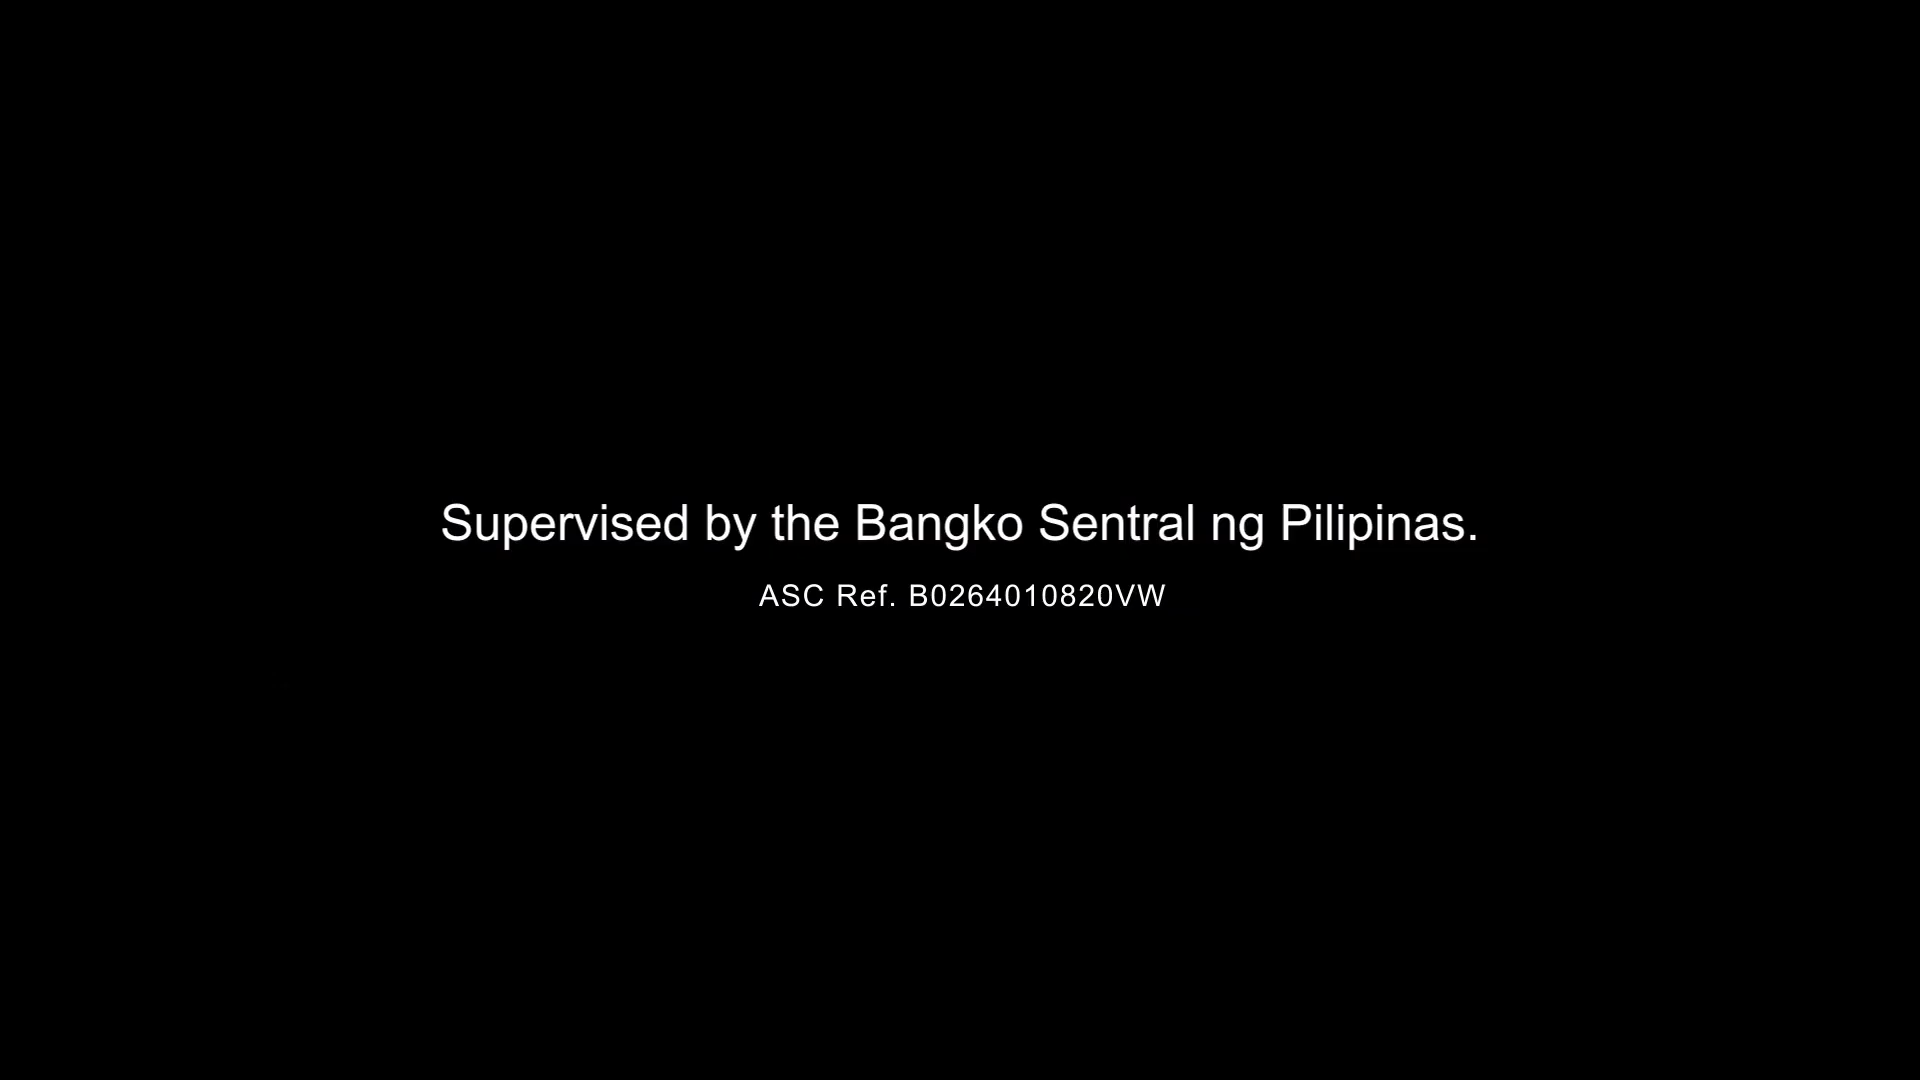 Supervised by the Bangko Sentral ng Pilipinas.
ASC Ref. B0264010820VW